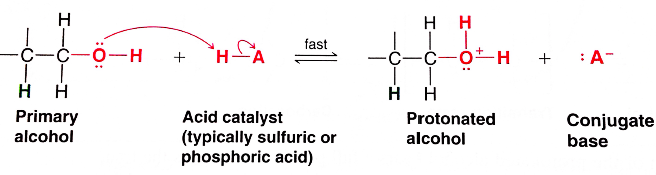 H H
H
–C–C–Ö–H + H–A fast –C–C–O–H + :A⁻
+
H H H H
Primary alcohol
Acid catalyst (typically sulfuric or phosphoric acid)
Protonated alcohol
Conjugate base